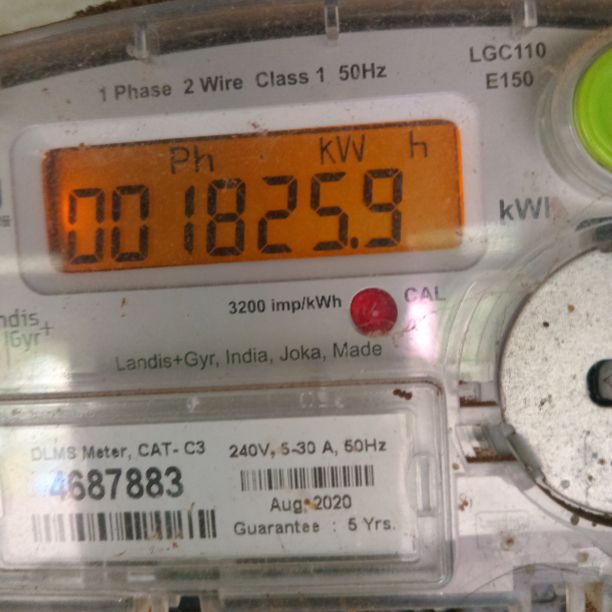 LGC110
E150
1 Phase 2 Wire Class 1 50Hz
Ph KW h
001825.9
3200 imp/kWh
CAL
Landis+Gyr, India, Joka, Made
DLMS Meter, CAT- C3
240V, 5-30 A, 50Hz
4687883
Aug. 2020
Guarantee : 5 Yrs.